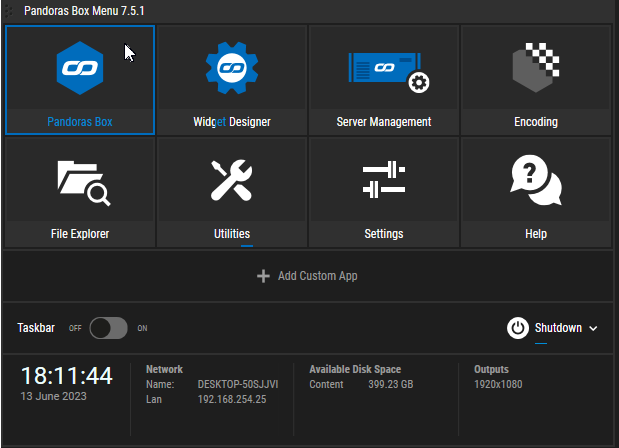 Pandoras Box Menu 7.5.1
Pandoras Box
Widget Designer
Server Management
Encoding
File Explorer
Utilities
Settings
Help
Add Custom App
Taskbar OFF ON
Shutdown
18:11:44
13 June 2023
Network
Name: DESKTOP-50SJJVI
Lan 192.168.254.25
Available Disk Space
Content 399.23 GB
Outputs
1920x1080